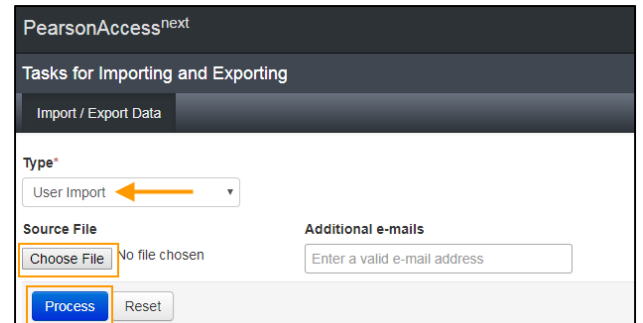 PearsonAccessnext
Tasks for Importing and Exporting
Import / Export Data
Type*
User Import
Source File
Additional e-mails
Choose File No file chosen
Enter a valid e-mail address
Process Reset